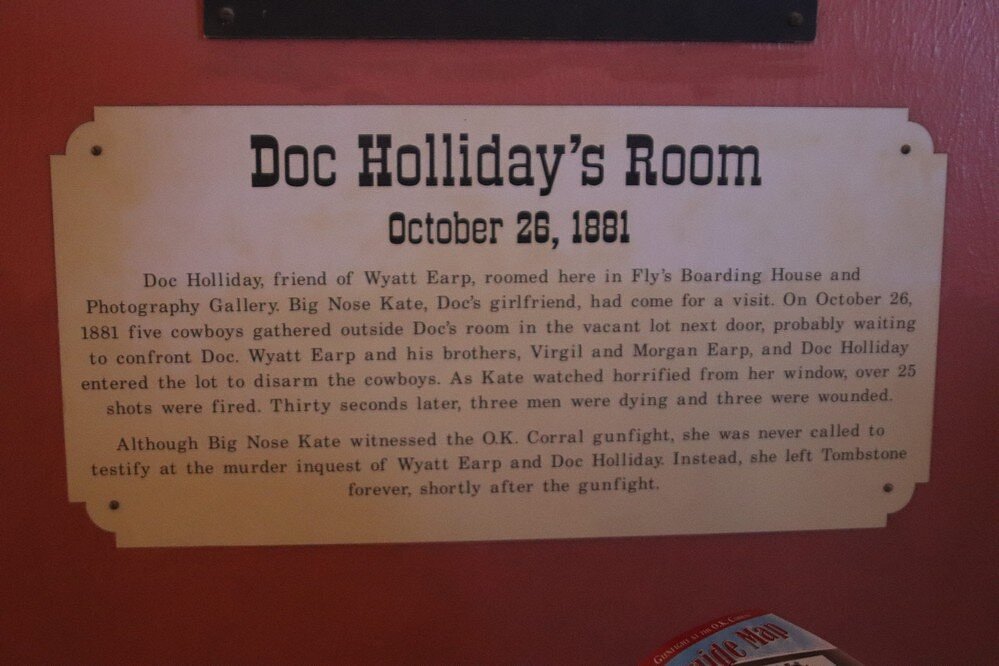 Doc Holliday's Room
October 26, 1881
Doc Holliday, friend of Wyatt Earp, roomed here in Fly's Boarding House and
Photography Gallery. Big Nose Kate, Doc's girlfriend, had come for a visit. On October 26,
1881 five cowboys gathered outside Doc's room in the vacant lot next door, probably waiting
to confront Doc. Wyatt Earp and his brothers, Virgil and Morgan Earp, and Doc Holliday
entered the lot to disarm the cowboys. As Kate watched horrified from her window, over 25
shots were fired. Thirty seconds later, three men were dying and three were wounded.
Although Big Nose Kate witnessed the O.K. Corral gunfight, she was never called to
testify at the murder inquest of Wyatt Earp and Doc Holliday. Instead, she left Tombstone
forever, shortly after the gunfight.
GUNFIGHT AT THE O.K.
Map